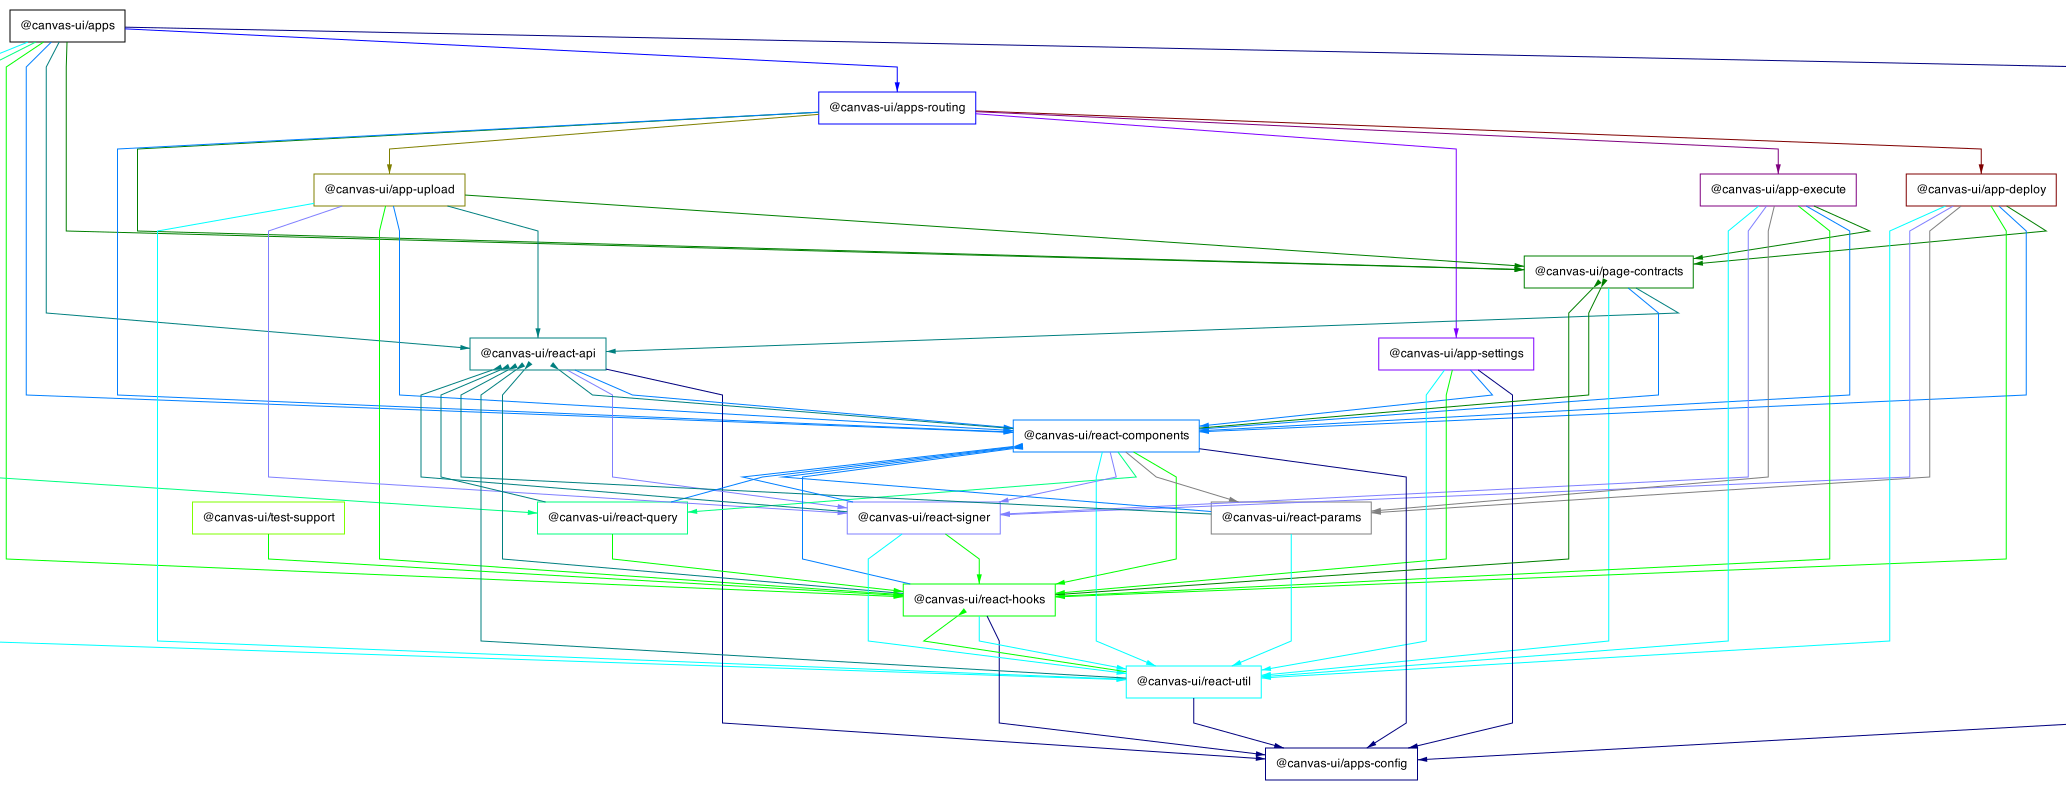 @canvas-ui/apps
@canvas-ui/apps-routing
@canvas-ui/app-upload
@canvas-ui/app-execute
@canvas-ui/app-deploy
@canvas-ui/page-contracts
@canvas-ui/react-api
@canvas-ui/app-settings
@canvas-ui/react-components
@canvas-ui/test-support
@canvas-ui/react-query
@canvas-ui/react-signer
@canvas-ui/react-params
@canvas-ui/react-hooks
@canvas-ui/react-util
@canvas-ui/apps-config